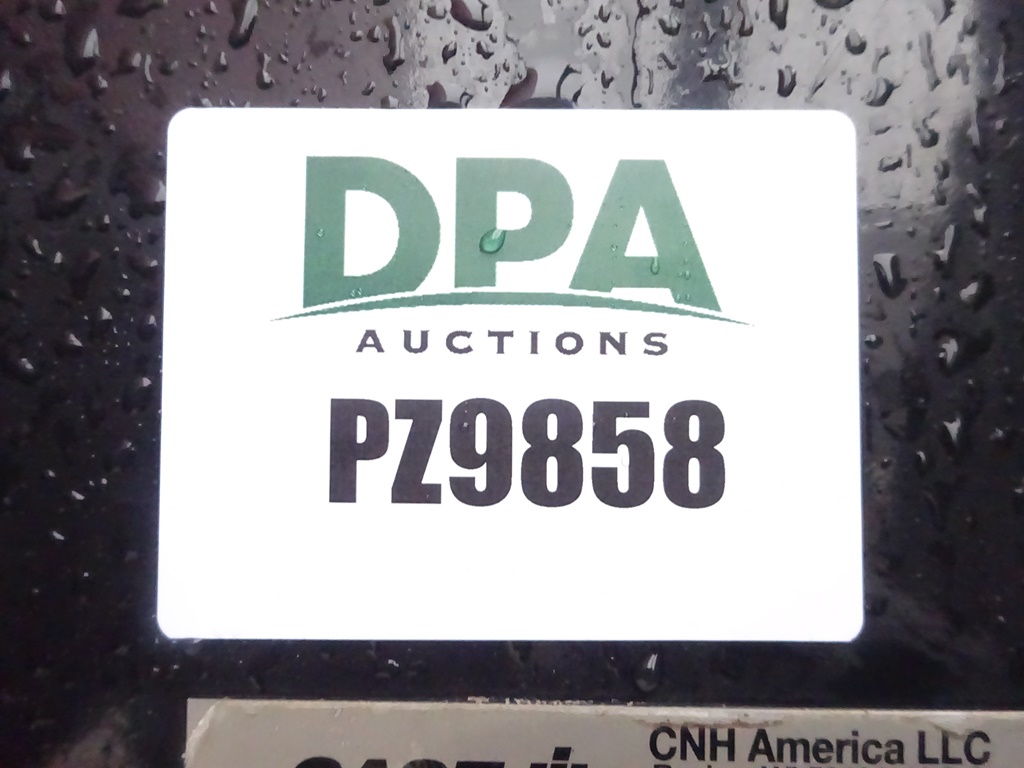 DPA
AUCTIONS
PZ9858
CNH America LLC